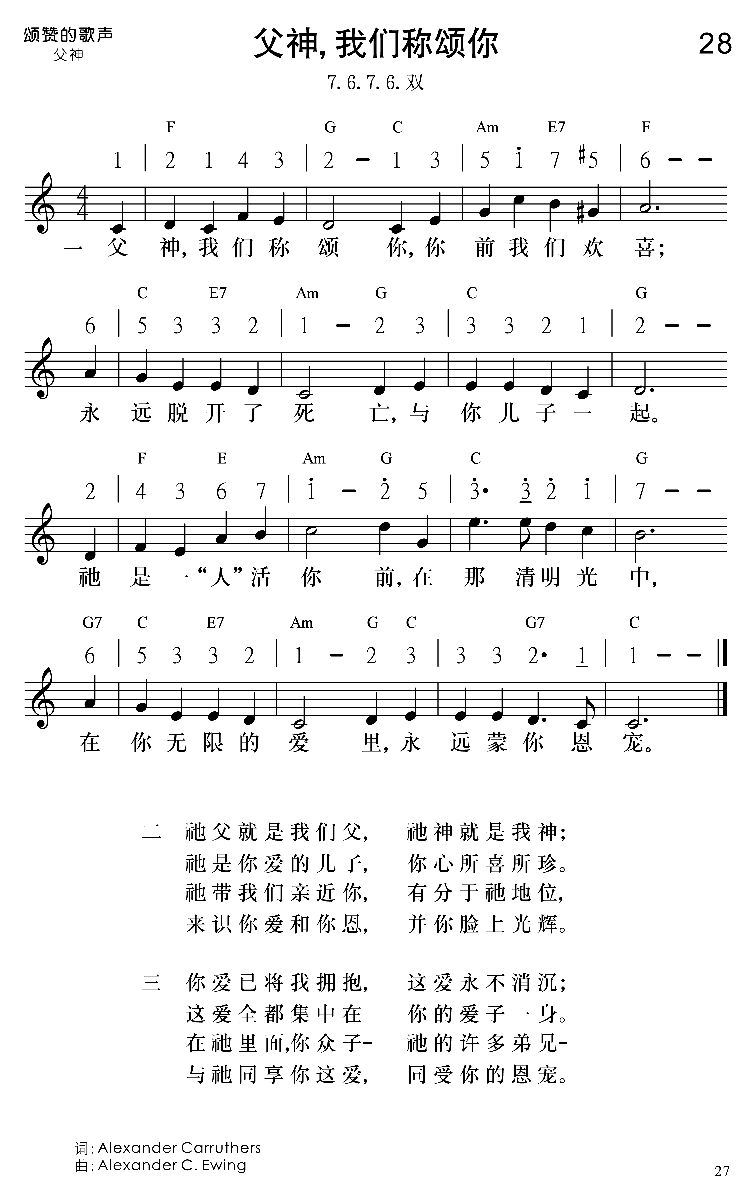 颂赞的歌声
父神
父神,我们称颂你
28
7.6.7.6.双
F G C Am E7 F
1 | 2 1 4 3 | 2 – 1 3 | 5 i 7 #5 | 6 – –
4
4
一 父 神,我们称 颂 你,你 前我们欢 喜;
C E7 Am G C G
6 | 5 3 3 2 | 1 – 2 3 | 3 3 2 1 | 2 – –
永 远脱开了 死 亡,与 你儿子一 起。
F E Am G C G
2 | 4 3 6 7 | i – 2̇ 5 | 3̇· 3̇ 2̇ i | 7 – –
祂 是一“人”活 你 前,在 那 清明光 中,
G7 C E7 Am G C G7 C
6 | 5 3 3 2 | 1 – 2 3 | 3 3 2· 1 | 1 – – ‖
在 你无限的 爱 里,永 远蒙你恩 宠。
二 祂父就是我们父, 祂神就是我神;
祂是你爱的儿子, 你心所喜所珍。
祂带我们亲近你, 有分于祂地位,
来识你爱和你恩, 并你脸上光辉。
三 你爱已将我拥抱, 这爱永不消沉;
这爱全都集中在 你的爱子一身。
在祂里面,你众子– 祂的许多弟兄–
与祂同享你这爱, 同受你的恩宠。
词:Alexander Carruthers
曲:Alexander C. Ewing
27